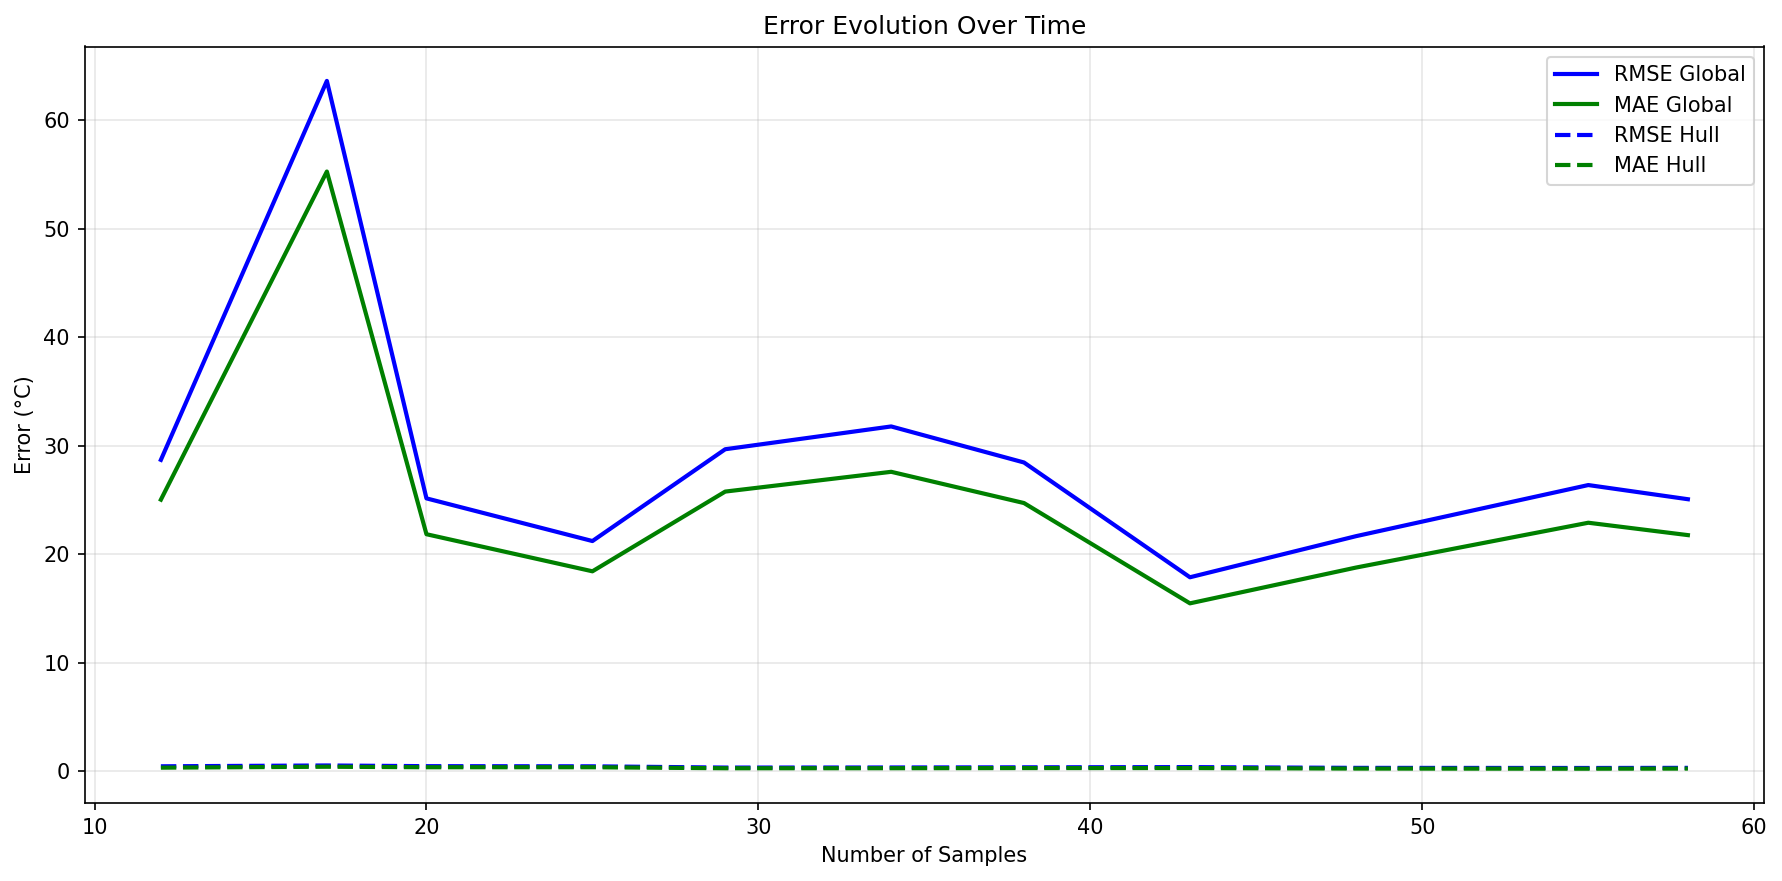 Error Evolution Over Time
RMSE Global
MAE Global
RMSE Hull
MAE Hull
Error (°C)
60
50
40
30
20
10
0
10 20 30 40 50 60
Number of Samples